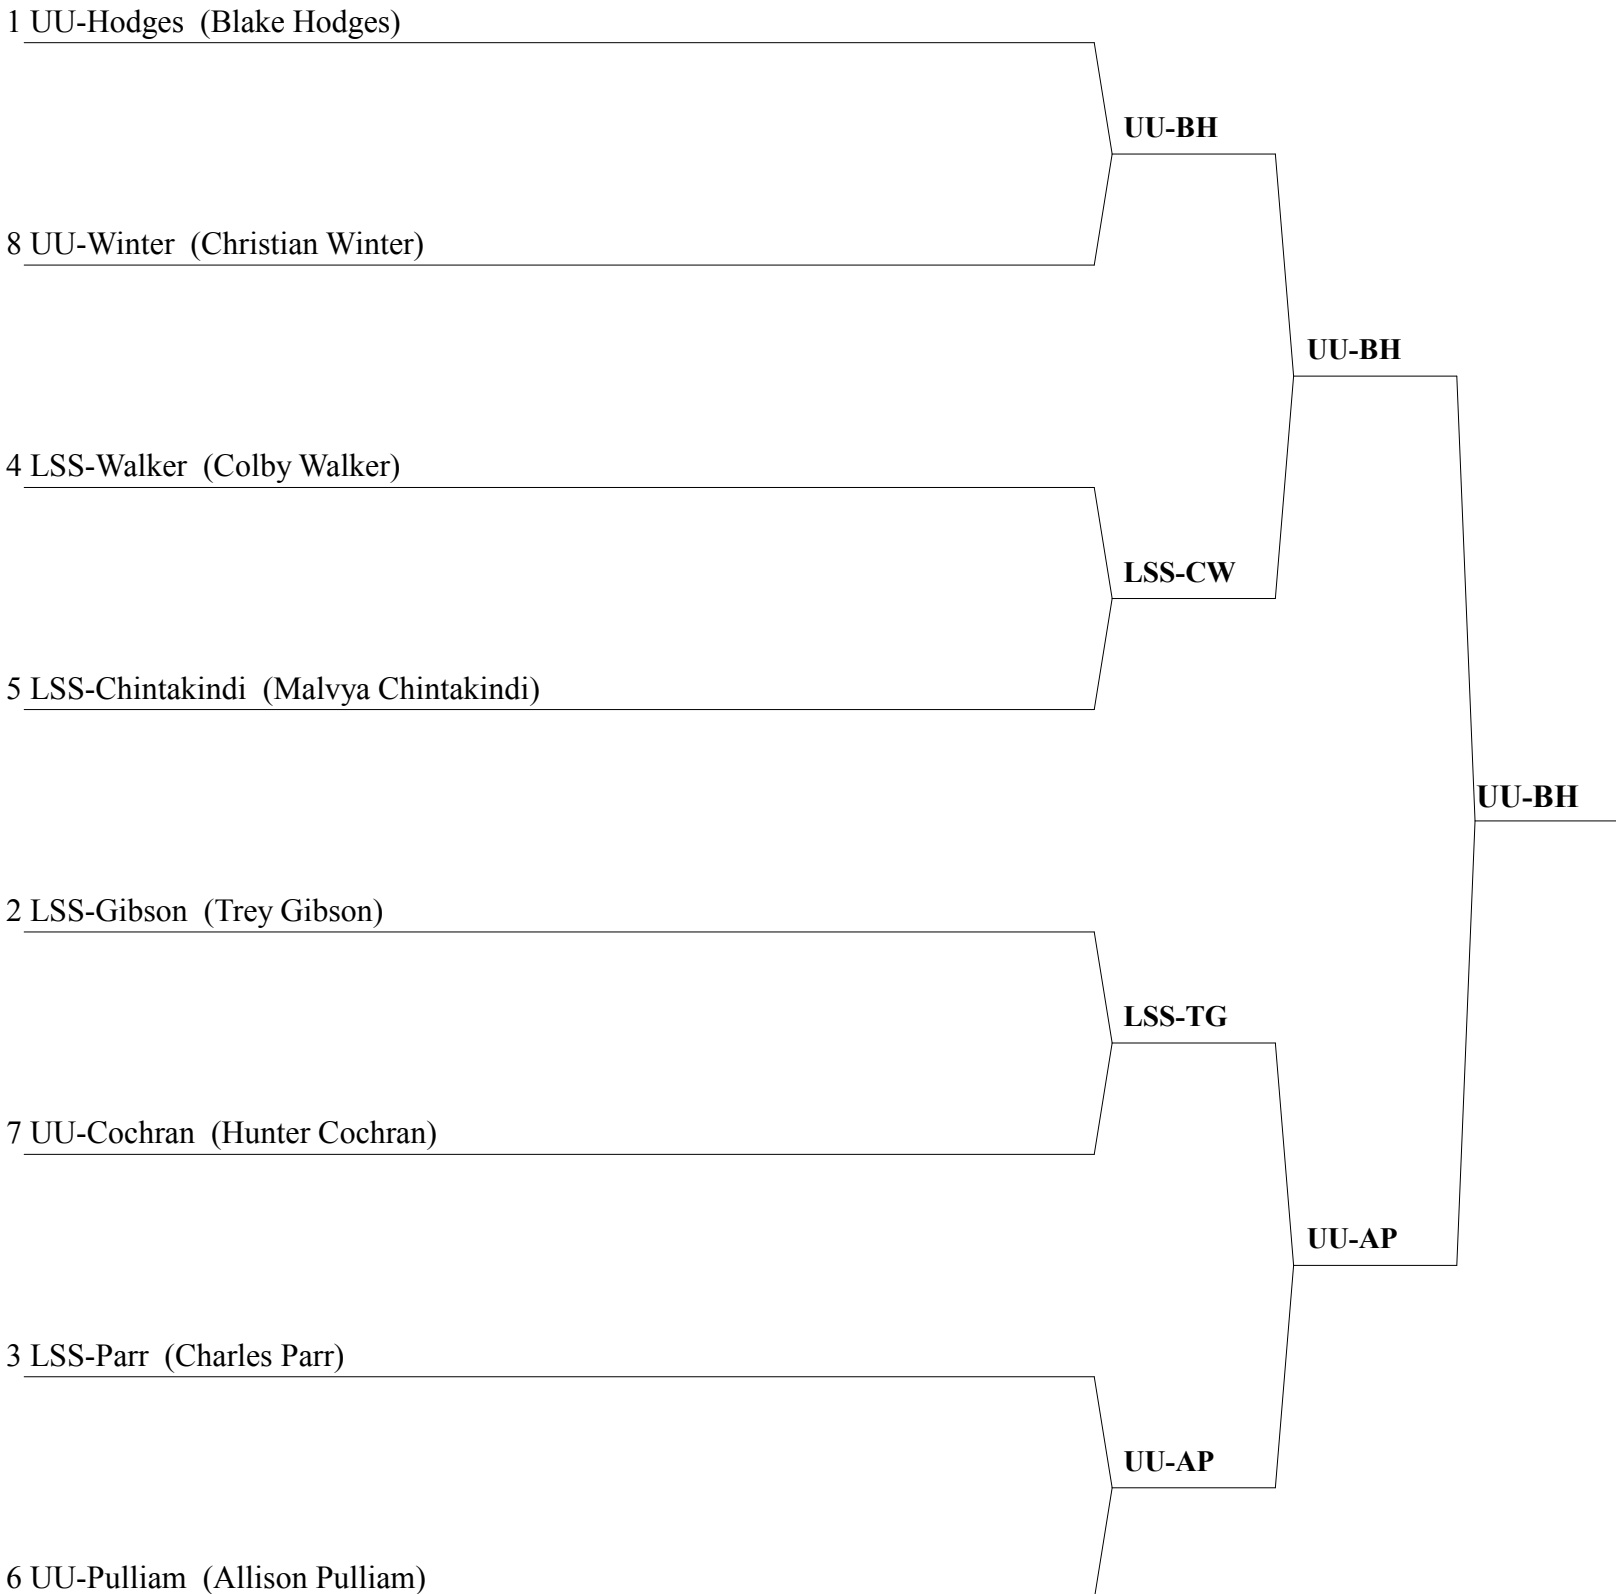 1 UU-Hodges (Blake Hodges)
UU-BH
8 UU-Winter (Christian Winter)
UU-BH
4 LSS-Walker (Colby Walker)
LSS-CW
5 LSS-Chintakindi (Malvya Chintakindi)
UU-BH
2 LSS-Gibson (Trey Gibson)
LSS-TG
7 UU-Cochran (Hunter Cochran)
UU-AP
3 LSS-Parr (Charles Parr)
UU-AP
6 UU-Pulliam (Allison Pulliam)